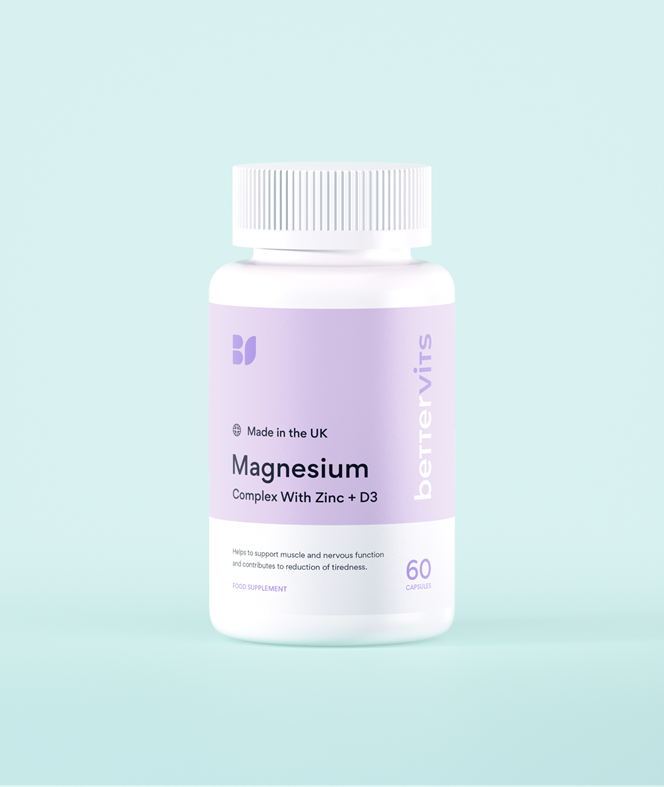 Made in the UK
Magnesium
Complex With Zinc + D3
Helps to support muscle and nervous function
and contributes to reduction of tiredness.
FOOD SUPPLEMENT
60
CAPSULES
bettervits